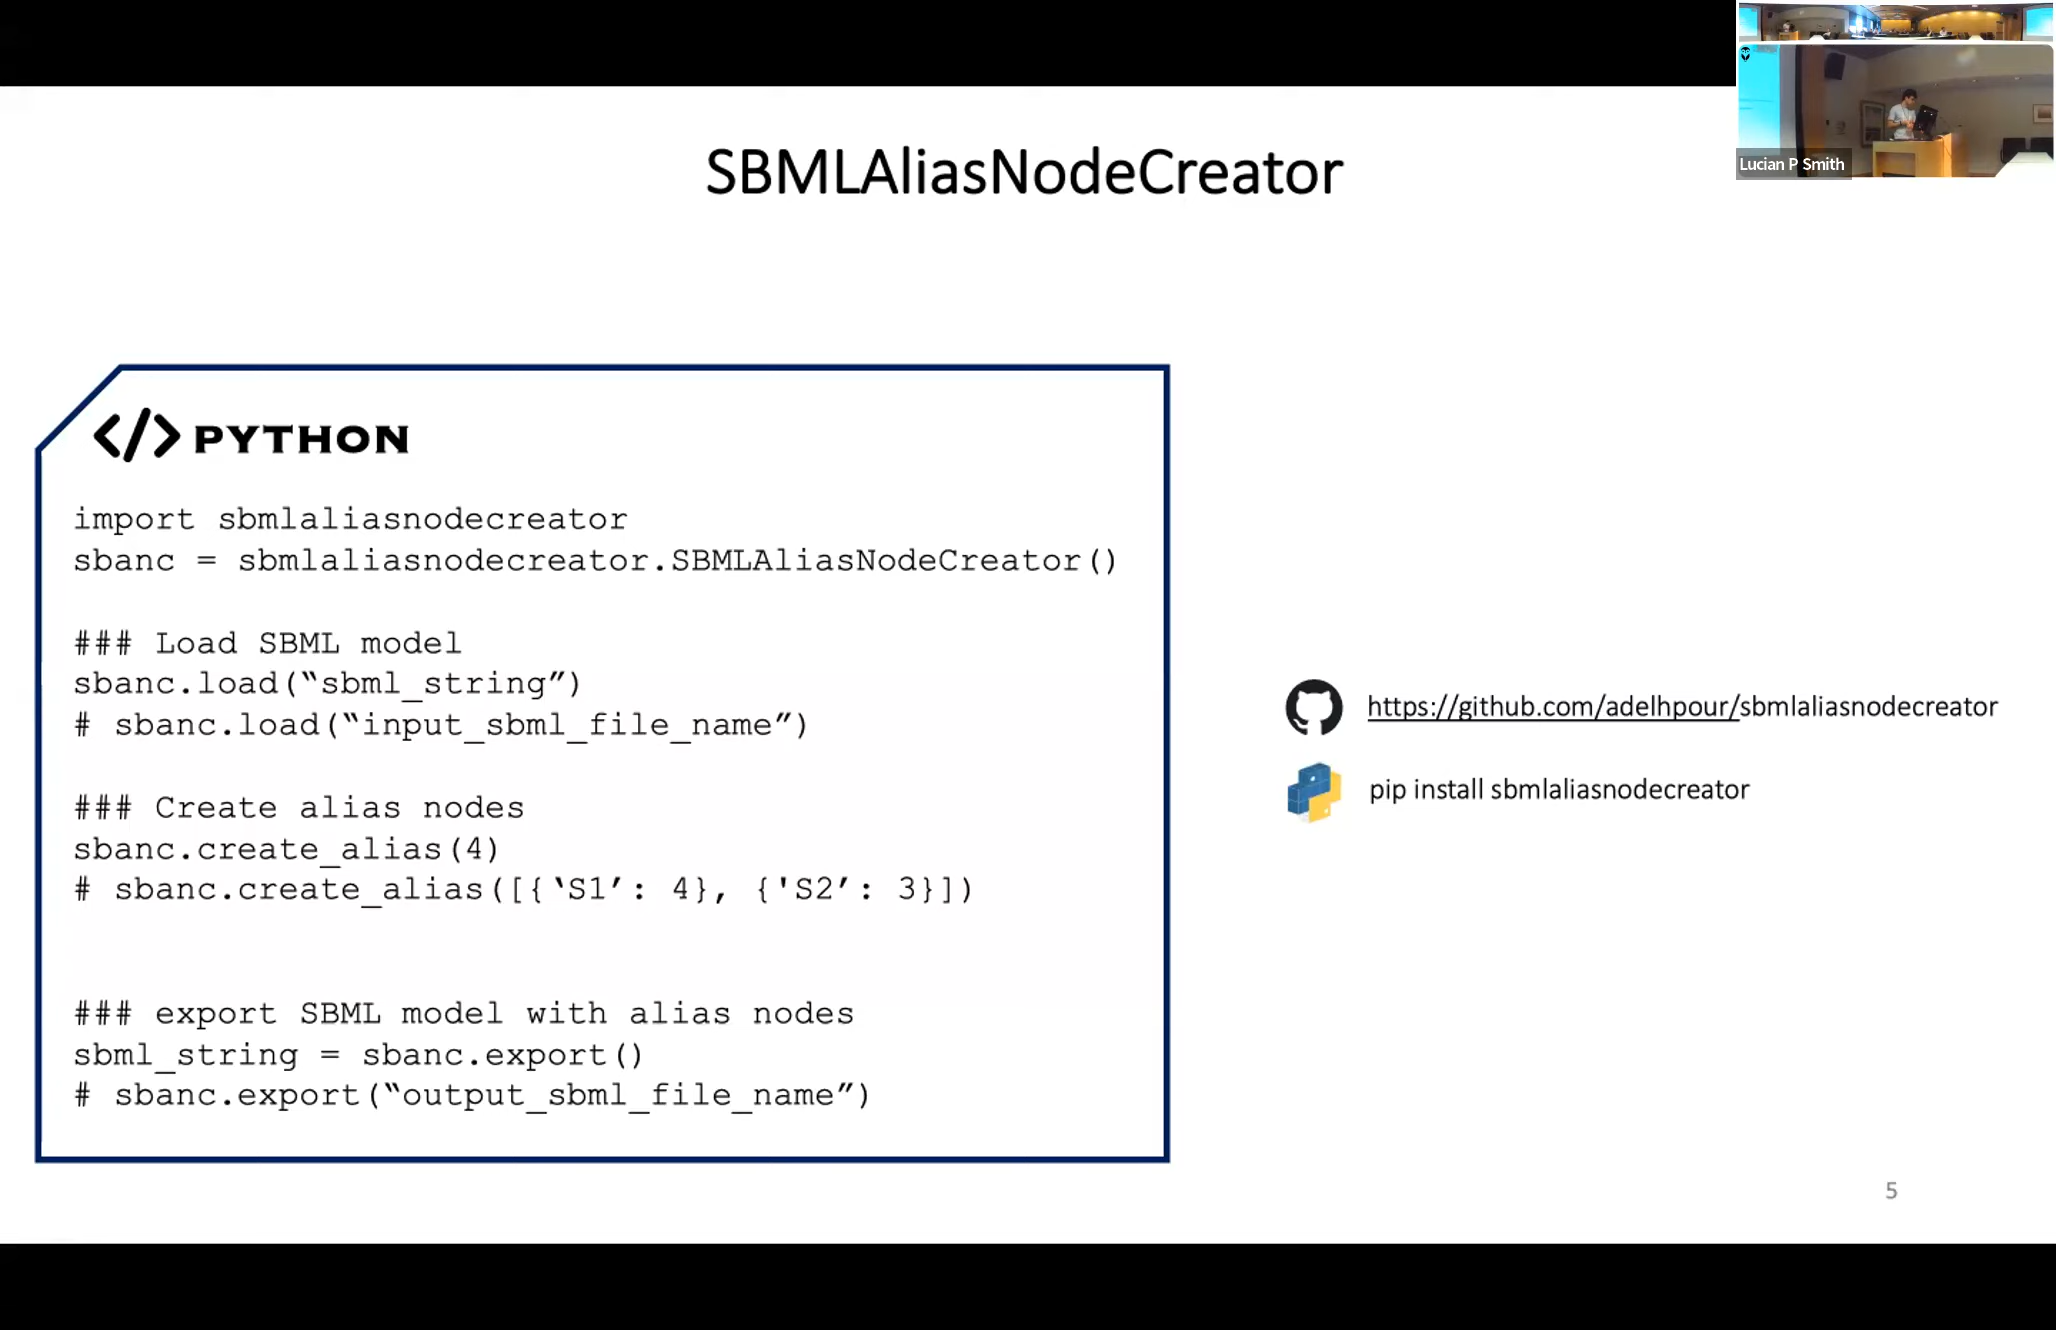 Lucian P Smith
SBMLAliasNodeCreator
</> PYTHON
import sbmlaliasnodecreator
sbanc = sbmlaliasnodecreator.SBMLAliasNodeCreator()
### Load SBML model
sbanc.load(“sbml_string”)
# sbanc.load(“input_sbml_file_name”)
### Create alias nodes
sbanc.create_alias(4)
# sbanc.create_alias([{‘S1’: 4}, {'S2’: 3}])
### export SBML model with alias nodes
sbml_string = sbanc.export()
# sbanc.export(“output_sbml_file_name”)
https://github.com/adelhpour/sbmlaliasnodecreator
pip install sbmlaliasnodecreator
5